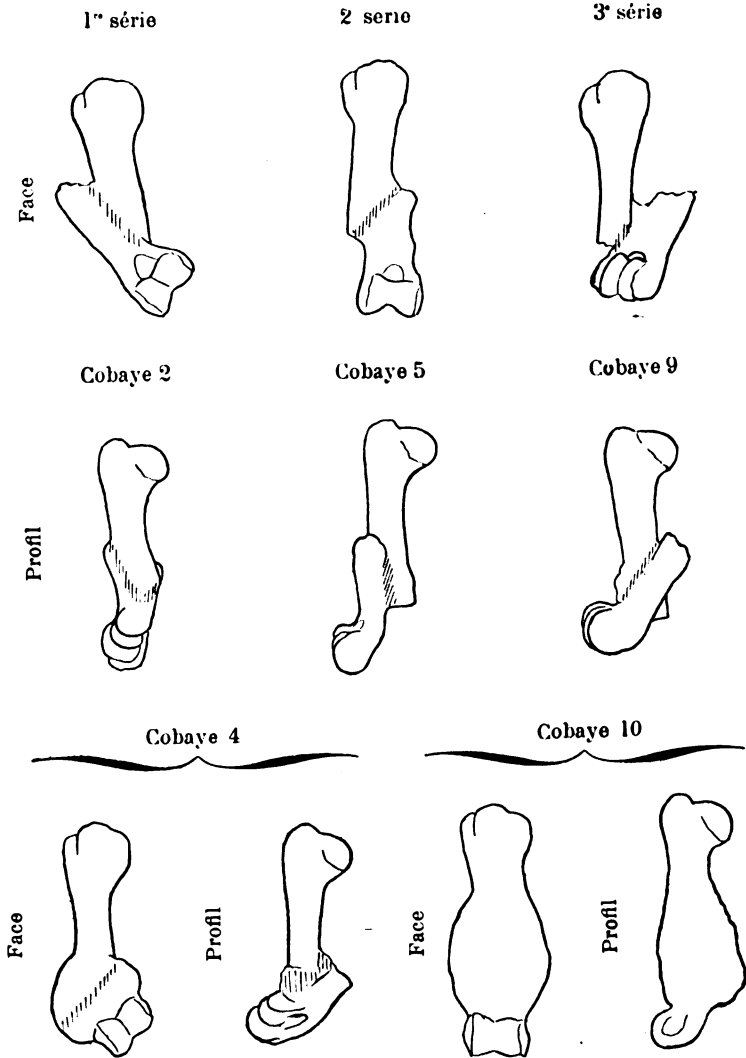 1re série
2 serie
3e série
Face
Cobaye 2
Cobaye 5
Cobaye 9
Profil
Cobaye 4
Cobaye 10
Face
Profil
Face
Profil